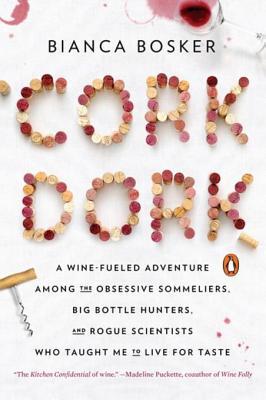 BIANCA BOSKER
CORK
DORK
A WINE-FUELED ADVENTURE
AMONG THE OBSESSIVE SOMMELIERS,
BIG BOTTLE HUNTERS,
AND ROGUE SCIENTISTS
WHO TAUGHT ME TO LIVE FOR TASTE
"The Kitchen Confidential of wine."—Madeline Puckette, coauthor of Wine Folly